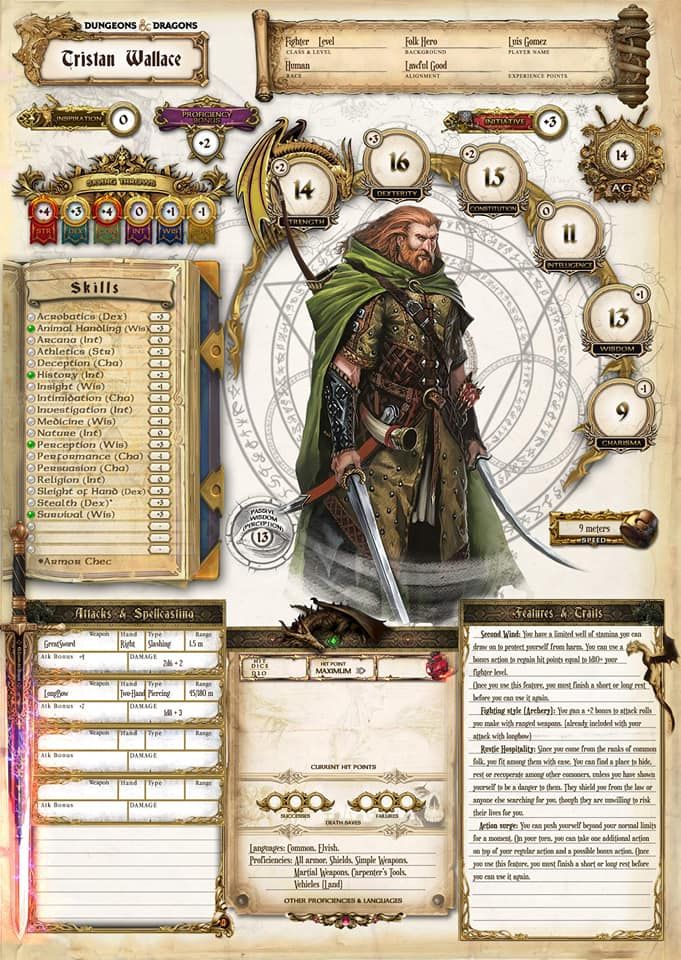 DUNGEONS & DRAGONS
Tristan Wallace
Fighter Level
CLASS & LEVEL
Folk Hero
BACKGROUND
Luis Gomez
PLAYER NAME
Human
RACE
Lawful Good
ALIGNMENT
EXPERIENCE POINTS
INSPIRATION
0
PROFICIENCY
BONUS
+2
INITIATIVE
+3
14
AC
SAVING THROWS
+4 +3 +4 0 +1 -1
STR DEX CON INT WIS
+2
14
STRENGTH
+3
16
DEXTERITY
+2
15
CONSTITUTION
0
11
INTELLIGENCE
+1
13
WISDOM
-1
9
CHARISMA
Skills
Acrobatics (Dex) +3
Animal Handling (Wis) +3
Arcana (Int) 0
Athletics (Str) +2
Deception (Cha) -1
History (Int)
Insight (Wis) +1
Intimidation (Cha) -1
Investigation (Int) 0
Medicine (Wis) +1
Nature (Int) 0
Perception (Wis) +3
Performance (Cha) -1
Persuasion (Cha) -1
Religion (Int) 0
Sleight of Hand (Dex) +3
Stealth (Dex)* +3
Survival (Wis) +3
*Armor Chec
PASSIVE
WISDOM
(PERCEPTION)
13
9 meters
SPEED
Attacks & Spellcasting
Weapon Hand Type Range
GreatSword Right Slashing 1.5 m
Atk Bonus +4 DAMAGE
2d6 + 2
Weapon Hand Type Range
LongBow Two-Hand Piercing 45/180 m
Atk Bonus +2 DAMAGE
1d8 + 3
Weapon Hand Type Range
Atk Bonus DAMAGE
Weapon Hand Type Range
Atk Bonus DAMAGE
HIT
DICE
D10
HIT POINT
MAXIMUM
CURRENT HIT POINTS
SUCCESSES FAILURES
DEATH SAVES
Languages: Common, Elvish.
Proficiencies: All armor, Shields, Simple Weapons,
Martial Weapons, Carpenter's Tools,
Vehicles (Land)
OTHER PROFICIENCIES & LANGUAGES
Features & Traits
Second Wind: You have a limited well of stamina you can
draw on to protect yourself from harm. You can use a
bonus action to regain hit points equal to 1d10+ your
fighter level.
Once you use this feature, you must finish a short or long rest
before you can use it again.
Fighting style (Archery): You gain a +2 bonus to attack rolls
you make with ranged weapons. (already included with your
attack with longbow)
Rustic Hospitality: Since you come from the ranks of common
folk, you fit among them with ease. You can find a place to hide,
rest or recuperate among other comoners, unless you have shown
yourself to be a danger to them. They shield you from the law or
anyone else searching for you, though they are unwilling to risk
their lives for you.
Action surge: You can push yourself beyond your normal limits
for a moment. On your turn, you can take one additional action
on top of your regular action and a possible bonus action. Once
you use this feature, you must finish a short or long rest before
you can use it again.